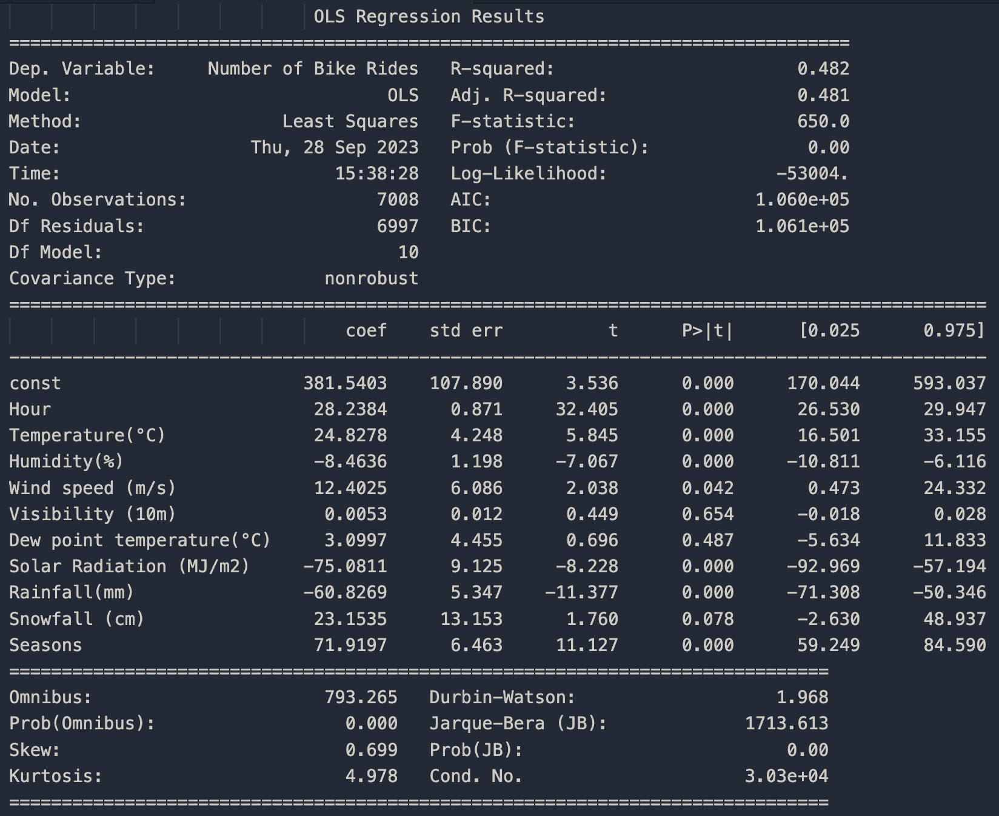 OLS Regression Results
==============================================================================
Dep. Variable: Number of Bike Rides R-squared: 0.482
Model: OLS Adj. R-squared: 0.481
Method: Least Squares F-statistic: 650.0
Date: Thu, 28 Sep 2023 Prob (F-statistic): 0.00
Time: 15:38:28 Log-Likelihood: -53004.
No. Observations: 7008 AIC: 1.060e+05
Df Residuals: 6997 BIC: 1.061e+05
Df Model: 10
Covariance Type: nonrobust
=============================================================================================
coef std err t P>|t| [0.025 0.975]
---------------------------------------------------------------------------------------------
const 381.5403 107.890 3.536 0.000 170.044 593.037
Hour 28.2384 0.871 32.405 0.000 26.530 29.947
Temperature(°C) 24.8278 4.248 5.845 0.000 16.501 33.155
Humidity(%) -8.4636 1.198 -7.067 0.000 -10.811 -6.116
Wind speed (m/s) 12.4025 6.086 2.038 0.042 0.473 24.332
Visibility (10m) 0.0053 0.012 0.449 0.654 -0.018 0.028
Dew point temperature(°C) 3.0997 4.455 0.696 0.487 -5.634 11.833
Solar Radiation (MJ/m2) -75.0811 9.125 -8.228 0.000 -92.969 -57.194
Rainfall(mm) -60.8269 5.347 -11.377 0.000 -71.308 -50.346
Snowfall (cm) 23.1535 13.153 1.760 0.078 -2.630 48.937
Seasons 71.9197 6.463 11.127 0.000 59.249 84.590
==============================================================================
Omnibus: 793.265 Durbin-Watson: 1.968
Prob(Omnibus): 0.000 Jarque-Bera (JB): 1713.613
Skew: 0.699 Prob(JB): 0.00
Kurtosis: 4.978 Cond. No. 3.03e+04
==============================================================================